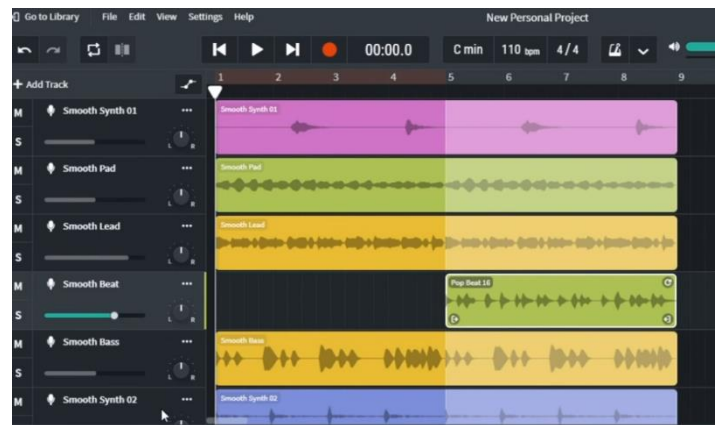 Go to Library File Edit View Settings Help New Personal Project
00:00.0 C min 110 bpm 4/4
+ Add Track 1 2 3 4 5 6 7 8 9
M Smooth Synth 01 ••• Smooth Synth 01
S L R
M Smooth Pad ••• Smooth Pad
S L R
M Smooth Lead ••• Smooth Lead
S L R
M Smooth Beat ••• Pop Beat 16
S L R
M Smooth Bass ••• Smooth Bass
S L R
M Smooth Synth 02 ••• Smooth Synth 02